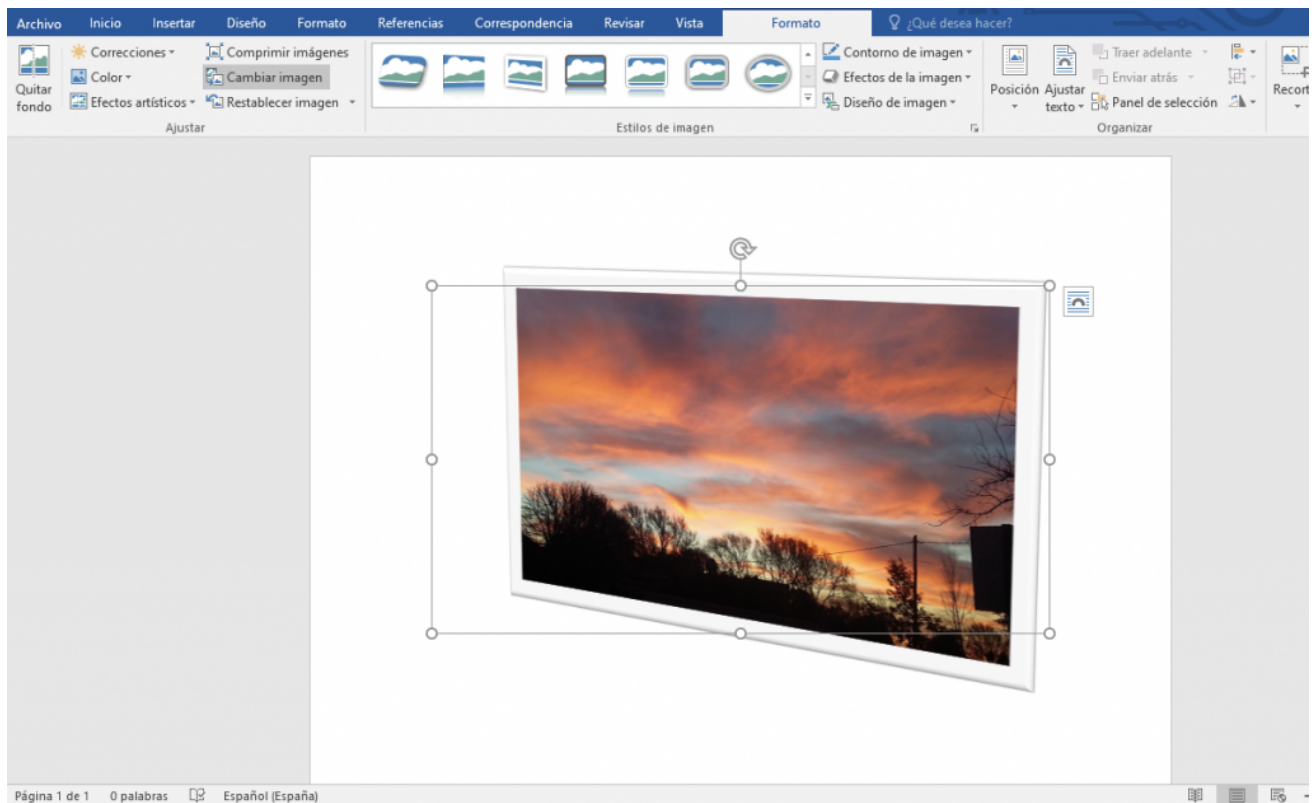 Archivo Inicio Insertar Diseño Formato Referencias Correspondencia Revisar Vista Formato ¿Qué desea hacer?
Correcciones Comprimir imágenes Contorno de imagen Traer adelante
Color Cambiar imagen Efectos de la imagen Enviar atrás
Quitar fondo Efectos artísticos Restablecer imagen Diseño de imagen Posición Ajustar texto Panel de selección Recort
Ajustar Estilos de imagen Organizar
Página 1 de 1 0 palabras Español (España)